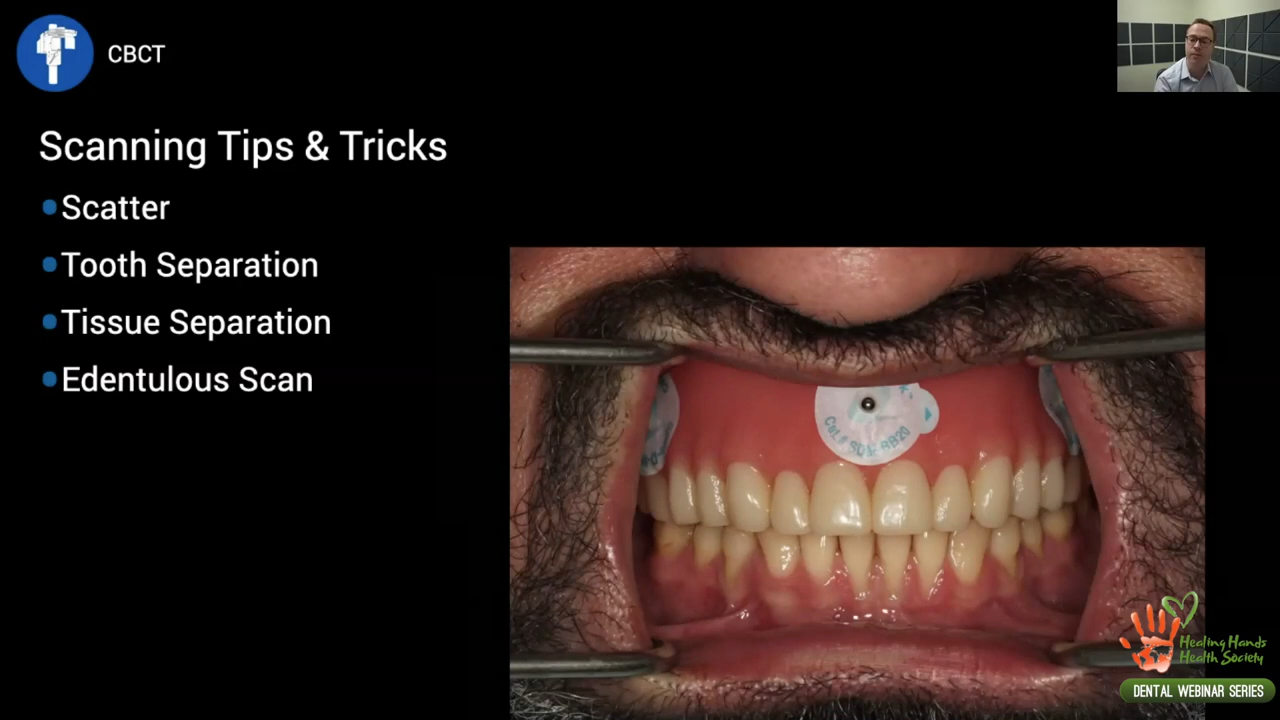 CBCT
Scanning Tips & Tricks
Scatter
Tooth Separation
Tissue Separation
Edentulous Scan
Healing Hands
Health Society
DENTAL WEBINAR SERIES